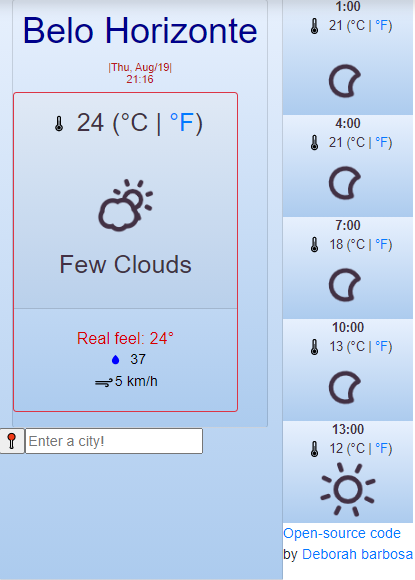 Belo Horizonte
|Thu, Aug/19|
21:16
24 (°C | °F)
Few Clouds
Real feel: 24°
37
5 km/h
Enter a city!
1:00
21 (°C | °F)
4:00
21 (°C | °F)
7:00
18 (°C | °F)
10:00
13 (°C | °F)
13:00
12 (°C | °F)
Open-source code
by Deborah barbosa